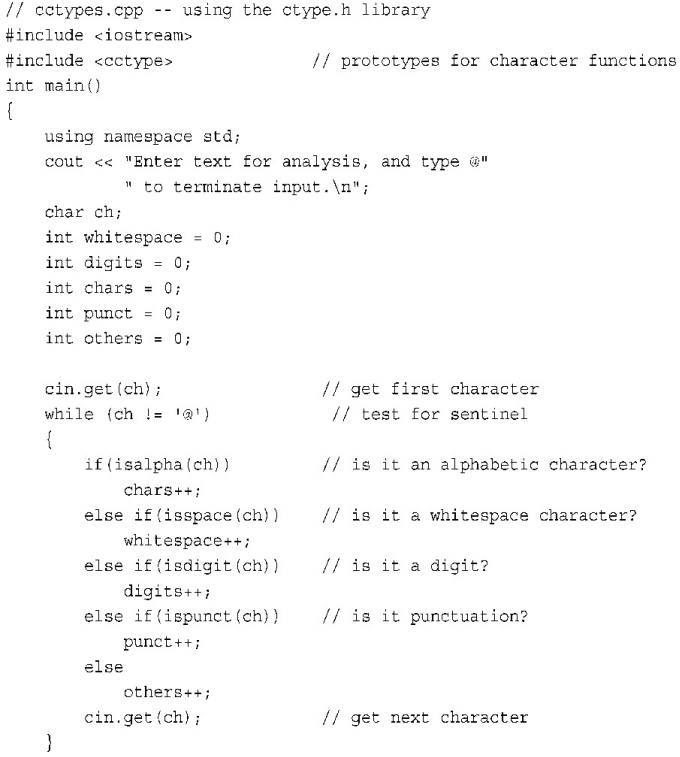 // cctypes.cpp -- using the ctype.h library
#include <iostream>
#include <cctype>              // prototypes for character functions
int main()
{
    using namespace std;
    cout << "Enter text for analysis, and type @"
            " to terminate input.\n";
    char ch;
    int whitespace = 0;
    int digits = 0;
    int chars = 0;
    int punct = 0;
    int others = 0;

    cin.get(ch);                // get first character
    while (ch != '@')            // test for sentinel
    {
        if(isalpha(ch))         // is it an alphabetic character?
            chars++;
        else if(isspace(ch))    // is it a whitespace character?
            whitespace++;
        else if(isdigit(ch))    // is it a digit?
            digits++;
        else if(ispunct(ch))    // is it punctuation?
            punct++;
        else
            others++;
        cin.get(ch);            // get next character
    }